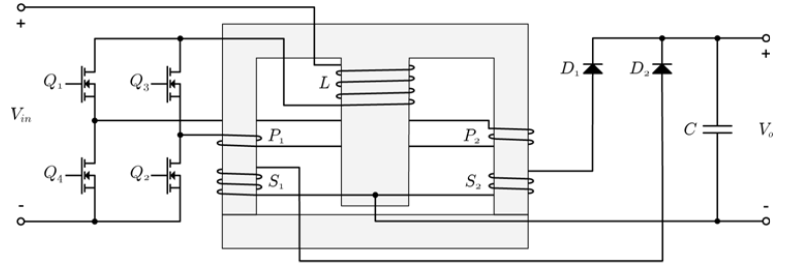 +
Q₁
Q₃
L
D₁
D₂
+
Vᵢₙ
P₁
P₂
C
Vₒ
Q₄
Q₂
S₁
S₂
-
-